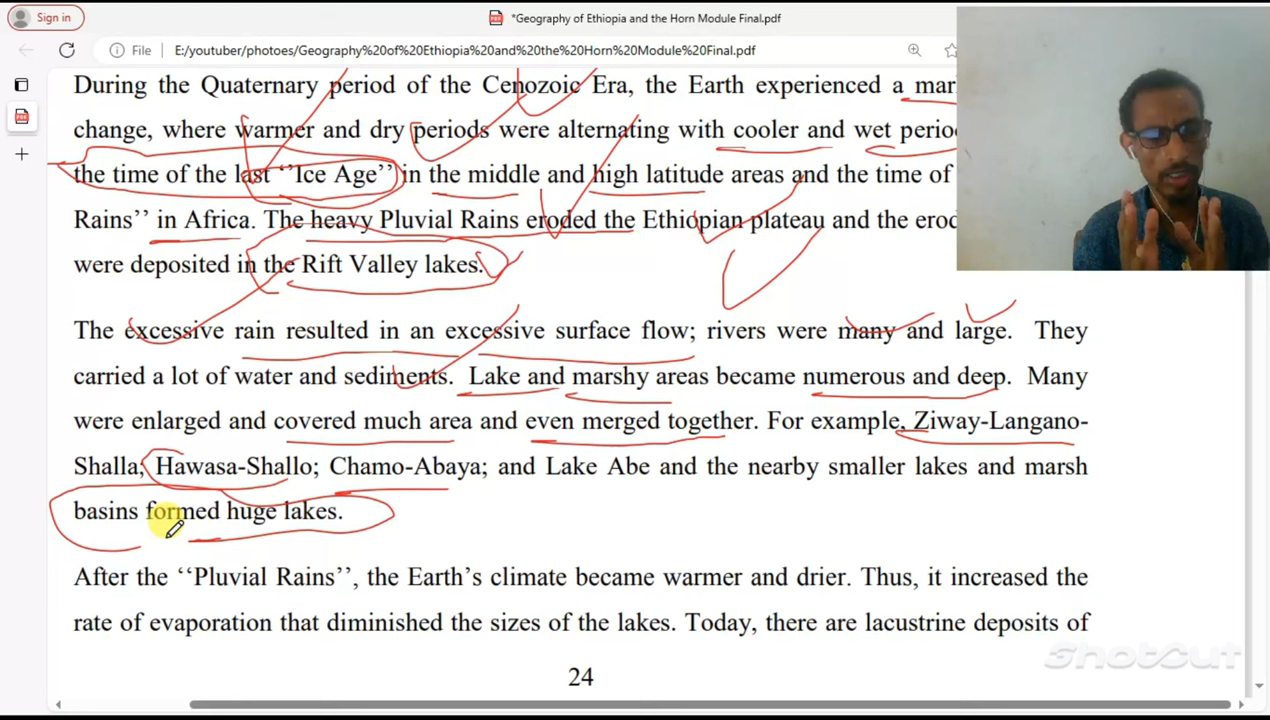 Sign in
*Geography of Ethiopia and the Horn Module Final.pdf
File E:/youtuber/photoes/Geography%20of%20Ethiopia%20and%20the%20Horn%20Module%20Final.pdf
During the Quaternary period of the Cenozoic Era, the Earth experienced a mar
change, where warmer and dry periods were alternating with cooler and wet perio
the time of the last ‘‘Ice Age’’ in the middle and high latitude areas and the time of
Rains’’ in Africa. The heavy Pluvial Rains eroded the Ethiopian plateau and the erod
were deposited in the Rift Valley lakes.
The excessive rain resulted in an excessive surface flow; rivers were many and large. They
carried a lot of water and sediments. Lake and marshy areas became numerous and deep. Many
were enlarged and covered much area and even merged together. For example, Ziway-Langano-
Shalla; Hawasa-Shallo; Chamo-Abaya; and Lake Abe and the nearby smaller lakes and marsh
basins formed huge lakes.
After the ‘‘Pluvial Rains’’, the Earth’s climate became warmer and drier. Thus, it increased the
rate of evaporation that diminished the sizes of the lakes. Today, there are lacustrine deposits of
24
Shotcut